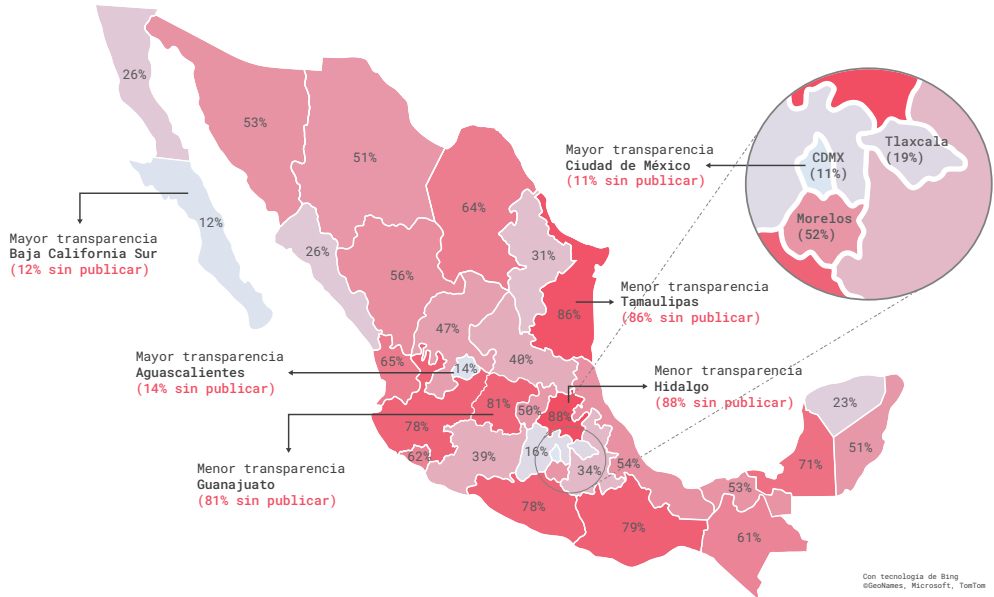 26%
53%
51%
Mayor transparencia
Ciudad de México
(11% sin publicar)
CDMX
(11%)
Tlaxcala
(19%)
Morelos
(52%)
64%
12%
Mayor transparencia
Baja California Sur
(12% sin publicar)
26%
31%
56%
Menor transparencia
Tamaulipas
(86% sin publicar)
86%
47%
40%
Mayor transparencia
Aguascalientes
(14% sin publicar)
65%
14%
Menor transparencia
Hidalgo
(88% sin publicar)
81%
50%
88%
23%
78%
51%
62%
39%
16%
34%
54%
71%
Menor transparencia
Guanajuato
(81% sin publicar)
53%
78%
79%
61%
Con tecnología de Bing
©GeoNames, Microsoft, TomTom